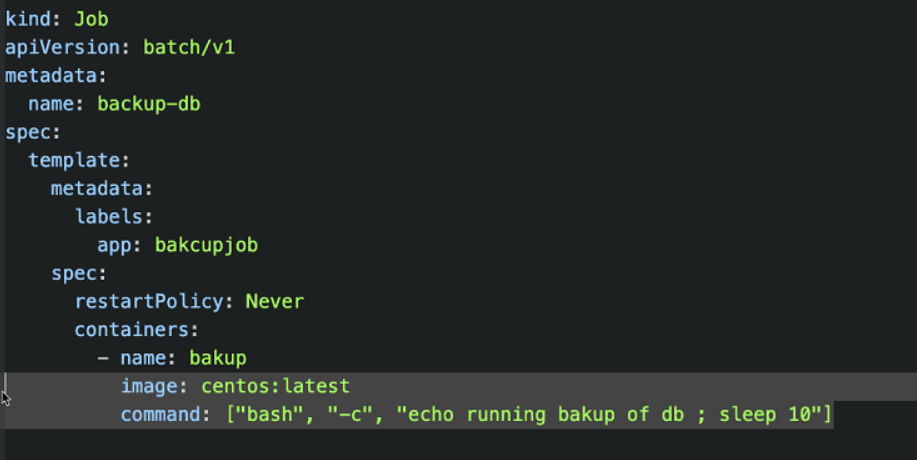 kind: Job
apiVersion: batch/v1
metadata:
  name: backup-db
spec:
  template:
    metadata:
      labels:
        app: bakcupjob
    spec:
      restartPolicy: Never
      containers:
        - name: bakup
          image: centos:latest
          command: ["bash", "-c", "echo running bakup of db ; sleep 10"]